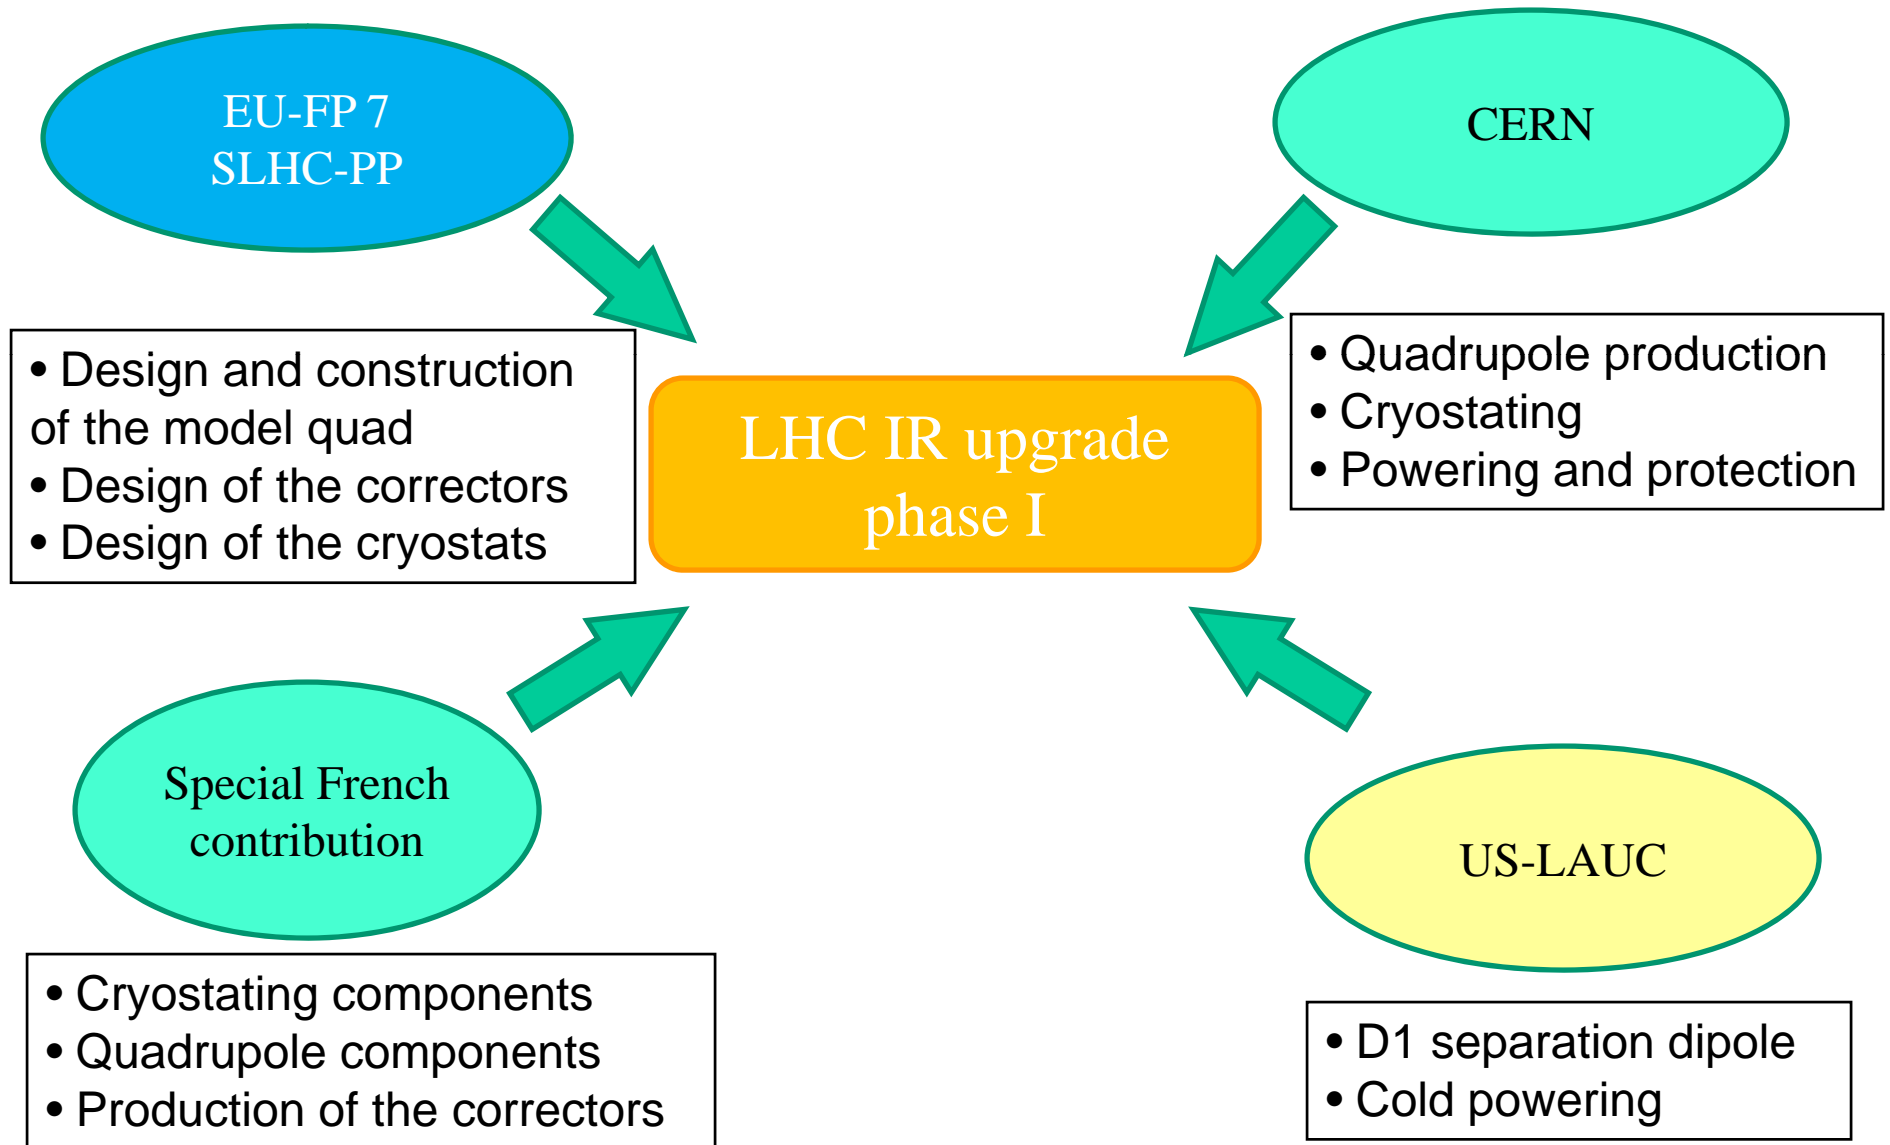 EU-FP 7
SLHC-PP
CERN
• Design and construction
of the model quad
• Design of the correctors
• Design of the cryostats
LHC IR upgrade
phase I
• Quadrupole production
• Cryostating
• Powering and protection
Special French
contribution
US-LAUC
• Cryostating components
• Quadrupole components
• Production of the correctors
• D1 separation dipole
• Cold powering